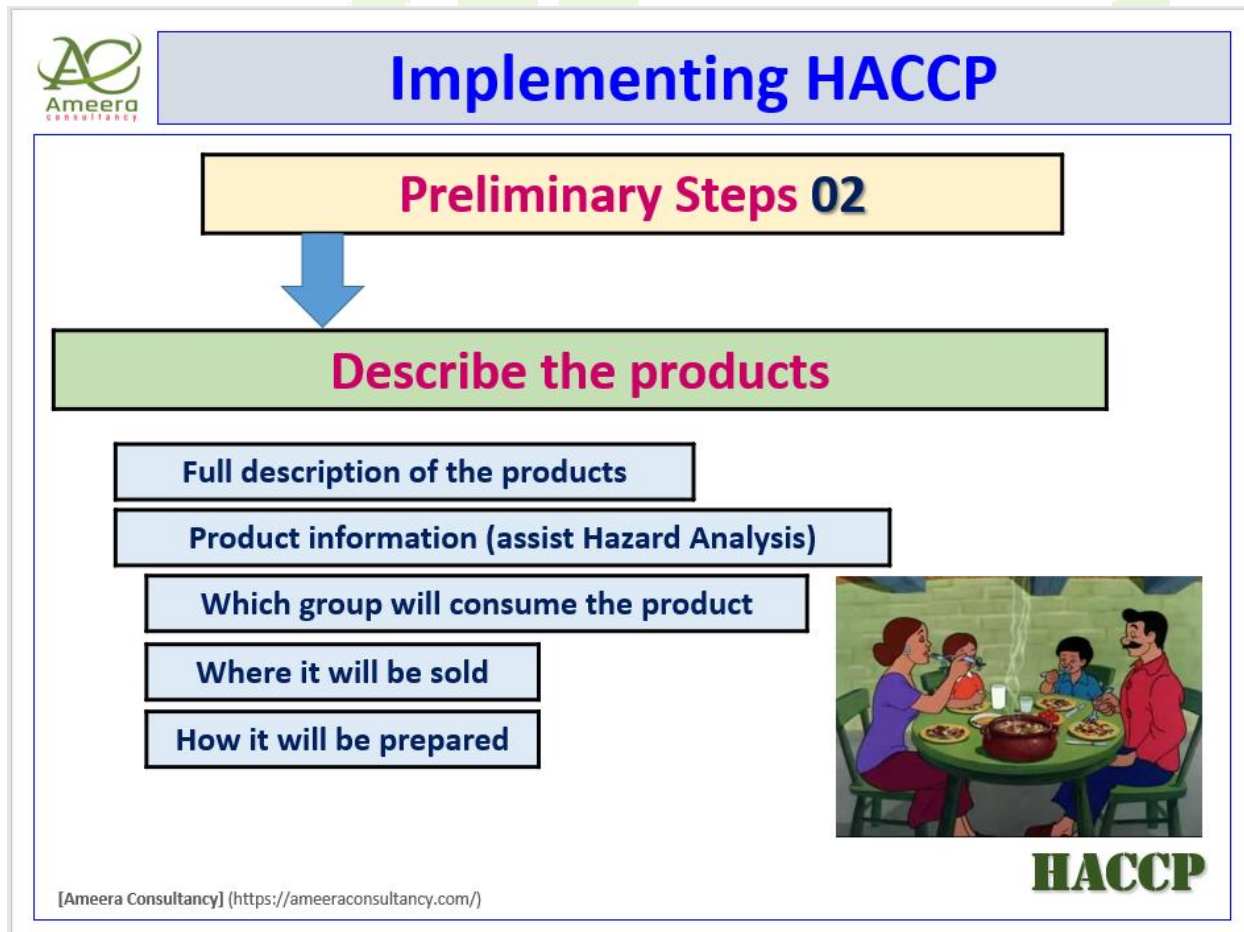 Ameera
consultancy
Implementing HACCP
Preliminary Steps 02
Describe the products
Full description of the products
Product information (assist Hazard Analysis)
Which group will consume the product
Where it will be sold
How it will be prepared
HACCP
[Ameera Consultancy] (https://ameeraconsultancy.com/)